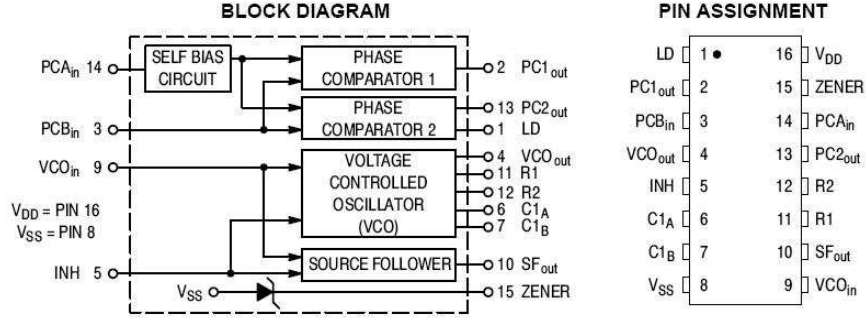 BLOCK DIAGRAM
PCAin 14
SELF BIAS
CIRCUIT
PHASE
COMPARATOR 1
2 PC1out
PCBin 3
PHASE
COMPARATOR 2
13 PC2out
1 LD
VCOin 9
VOLTAGE
CONTROLLED
OSCILLATOR
(VCO)
4 VCOout
11 R1
12 R2
6 C1A
7 C1B
VDD = PIN 16
VSS = PIN 8
INH 5
SOURCE FOLLOWER
10 SFout
VSS
15 ZENER
PIN ASSIGNMENT
LD 1 16 VDD
PC1out 2 15 ZENER
PCBin 3 14 PCAin
VCOout 4 13 PC2out
INH 5 12 R2
C1A 6 11 R1
C1B 7 10 SFout
VSS 8 9 VCOin